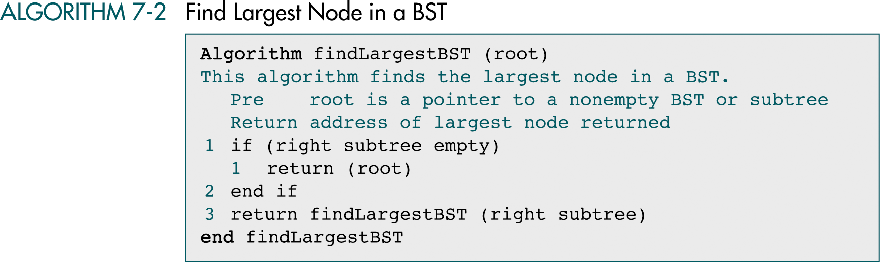 ALGORITHM 7-2 Find Largest Node in a BST
Algorithm findLargestBST (root)
This algorithm finds the largest node in a BST.
Pre root is a pointer to a nonempty BST or subtree
Return address of largest node returned
1 if (right subtree empty)
1 return (root)
2 end if
3 return findLargestBST (right subtree)
end findLargestBST